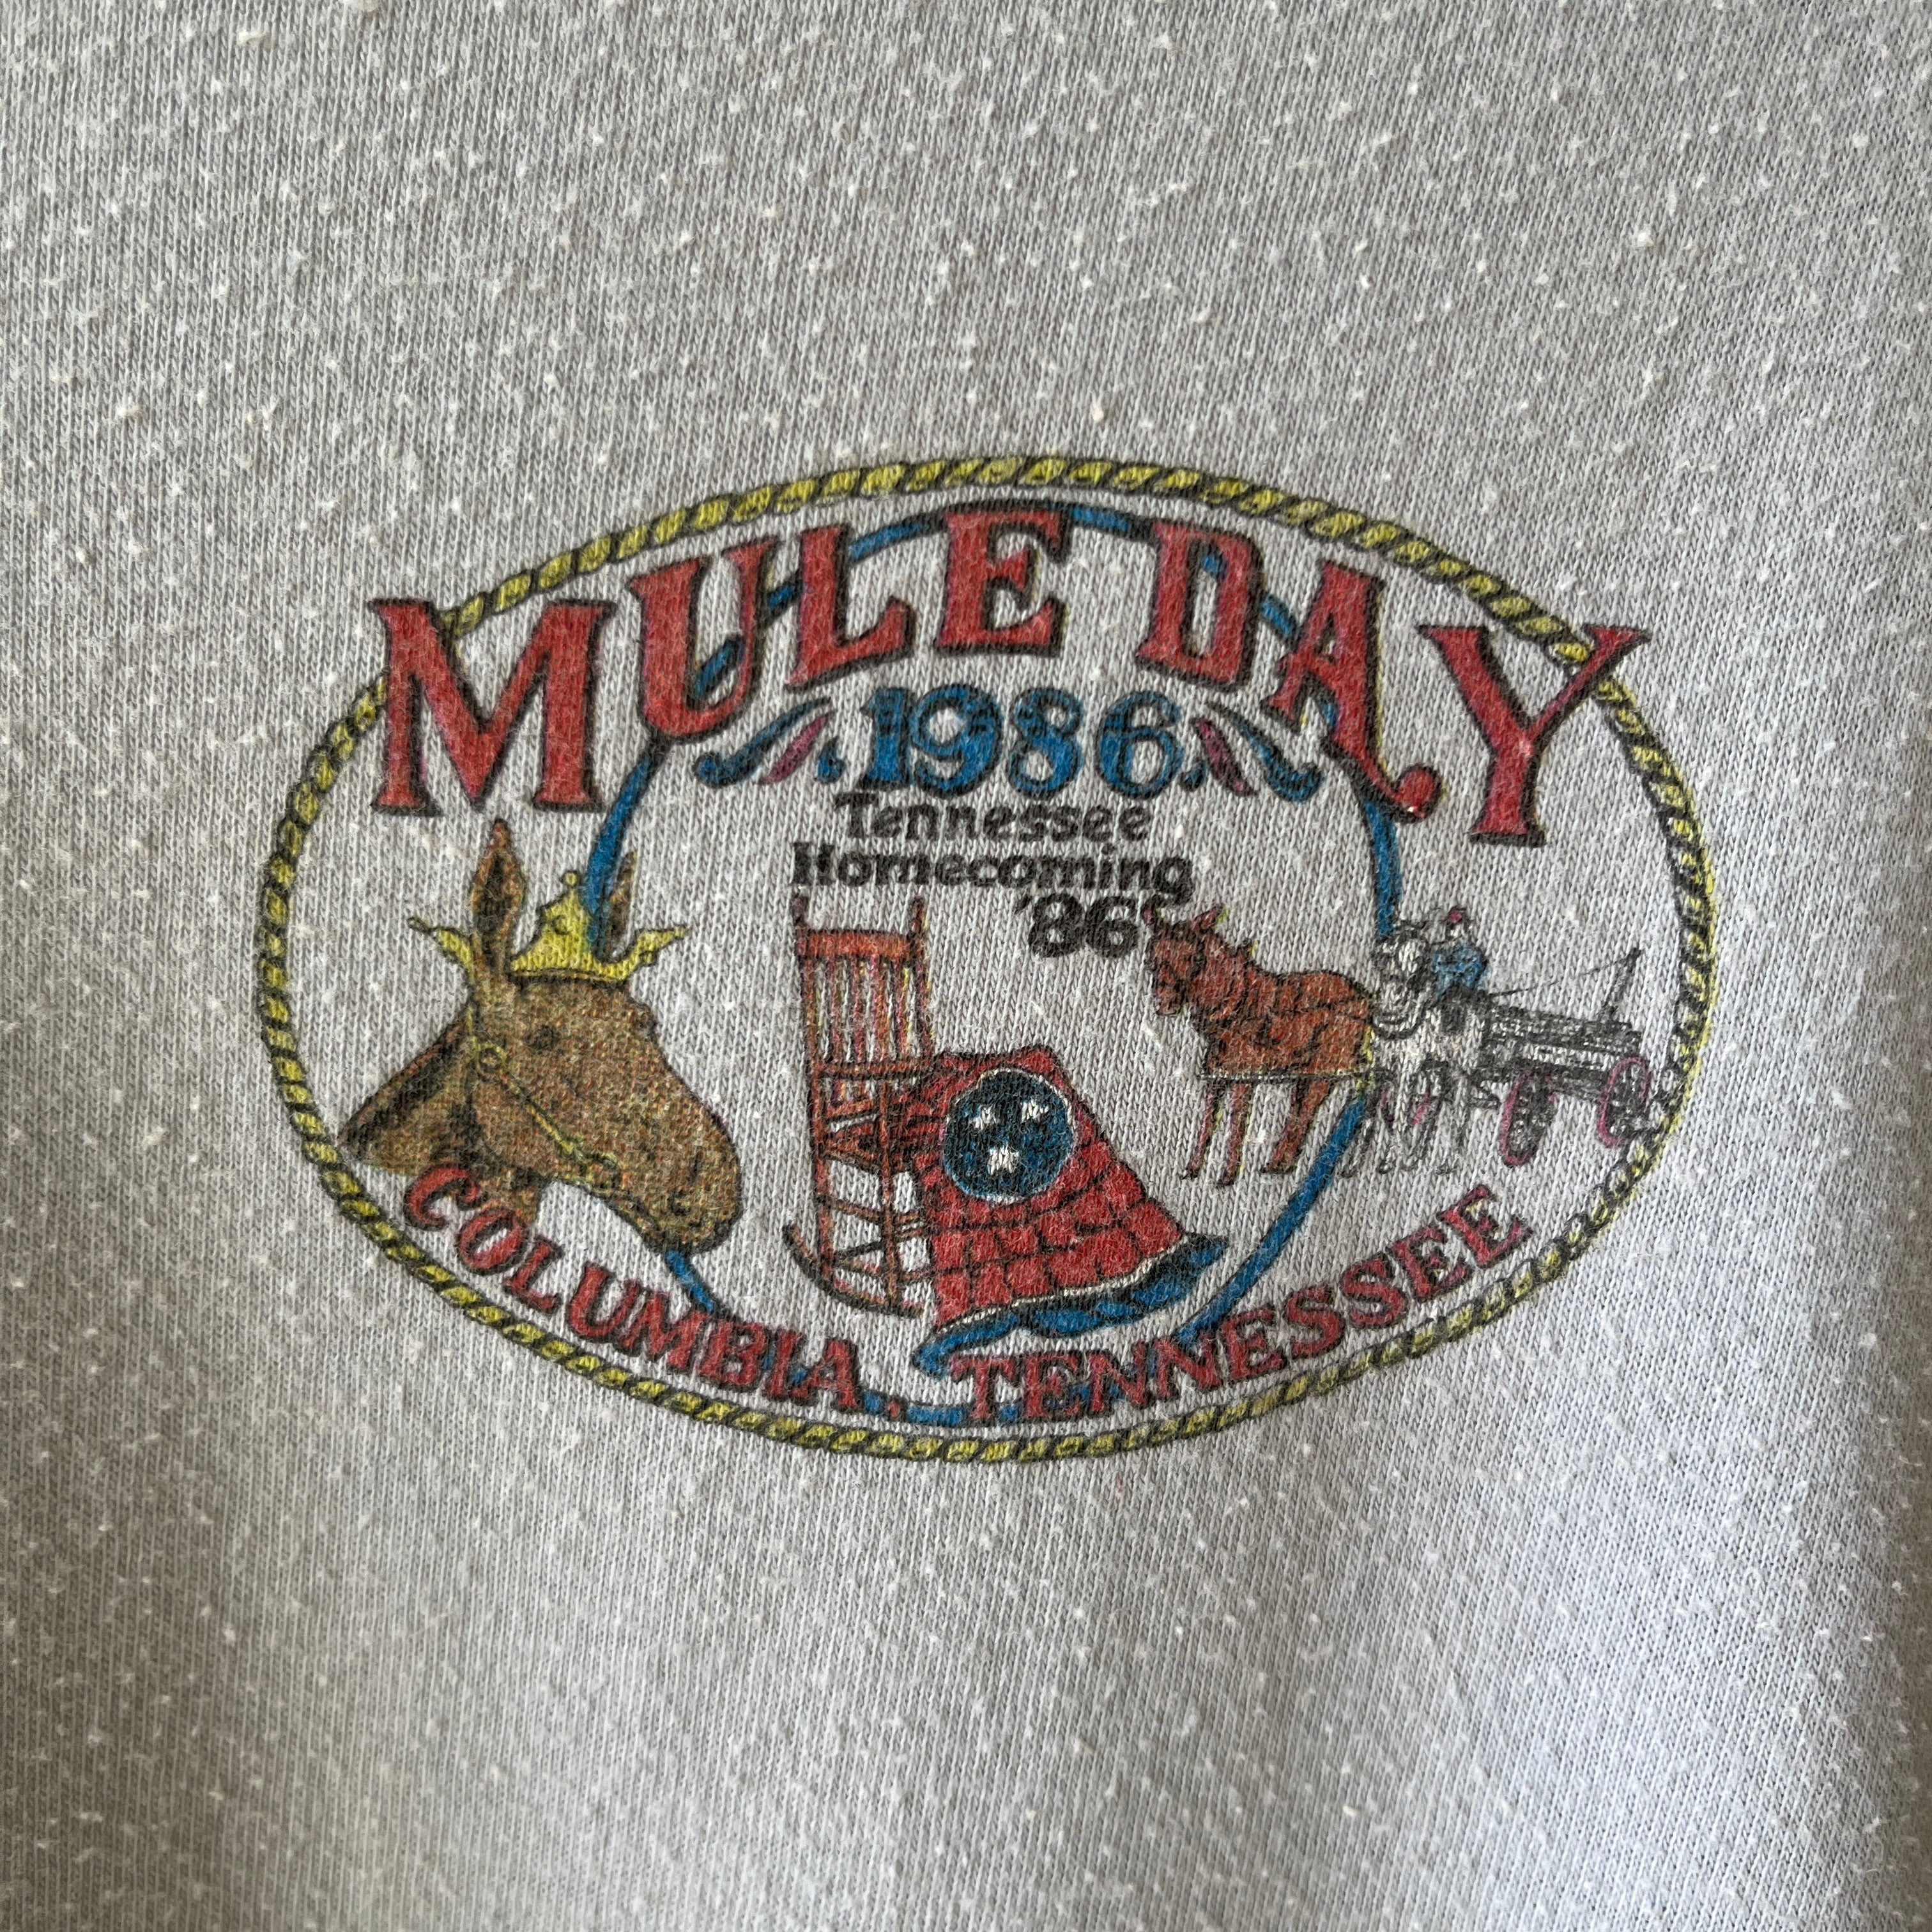 MULE DAY
1986
Tennessee
Homecoming
'86
COLUMBIA, TENNESSEE